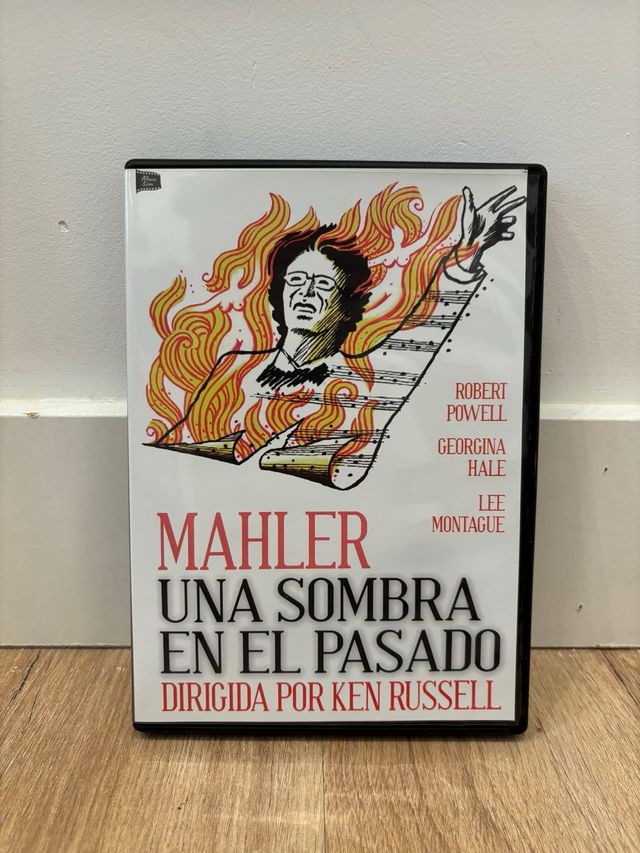 ROBERT
POWELL
GEORGINA
HALE
LEE
MONTAGUE
MAHLER
UNA SOMBRA
EN EL PASADO
DIRIGIDA POR KEN RUSSELL